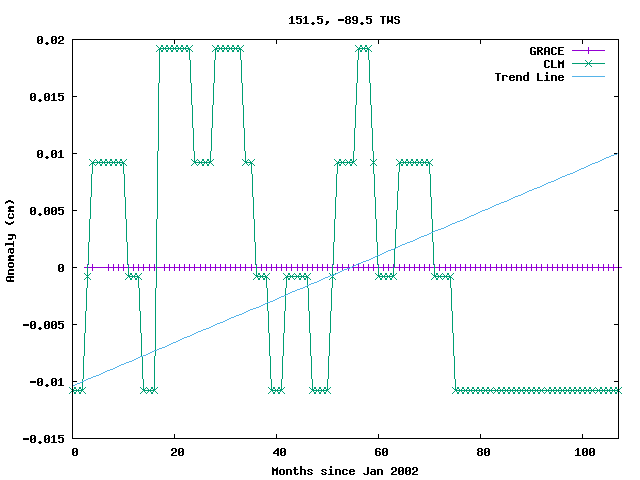 151.5, -89.5 TWS
GRACE
CLM
Trend Line
0.02
0.015
0.01
0.005
0
-0.005
-0.01
-0.015
Anomaly (cm)
0 20 40 60 80 100
Months since Jan 2002